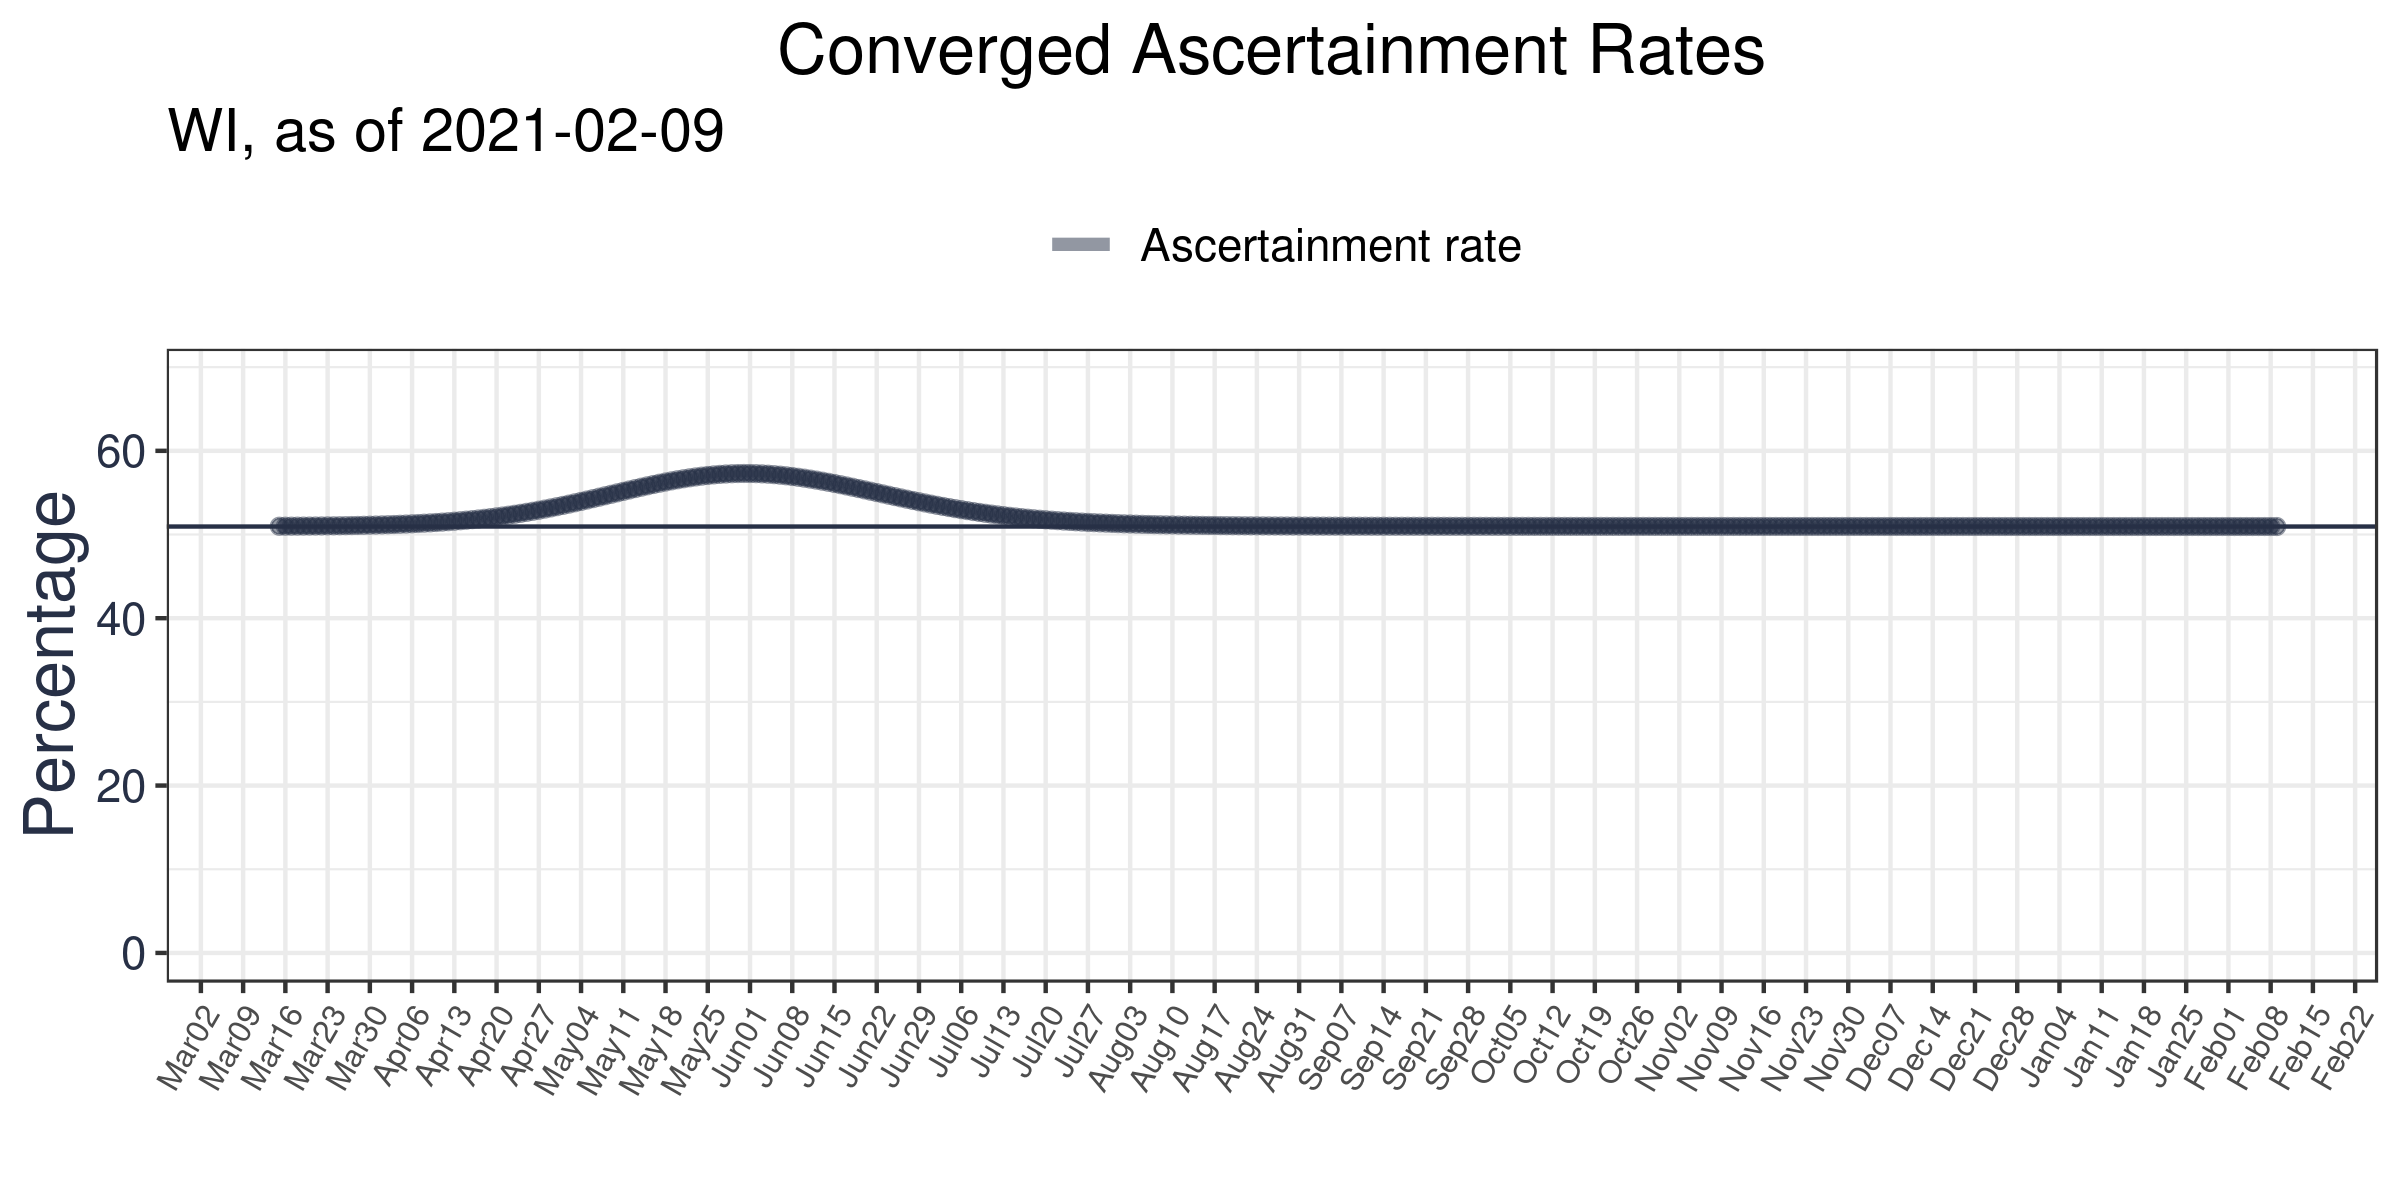 Converged Ascertainment Rates
WI, as of 2021-02-09
Ascertainment rate
Percentage
60
40
20
0
Mar02 Mar09 Mar16 Mar23 Mar30 Apr06 Apr13 Apr20 Apr27 May04 May11 May18 May25 Jun01 Jun08 Jun15 Jun22 Jun29 Jul06 Jul13 Jul20 Jul27 Aug03 Aug10 Aug17 Aug24 Aug31 Sep07 Sep14 Sep21 Sep28 Oct05 Oct12 Oct19 Oct26 Nov02 Nov09 Nov16 Nov23 Nov30 Dec07 Dec14 Dec21 Dec28 Jan04 Jan11 Jan18 Jan25 Feb01 Feb08 Feb15 Feb22